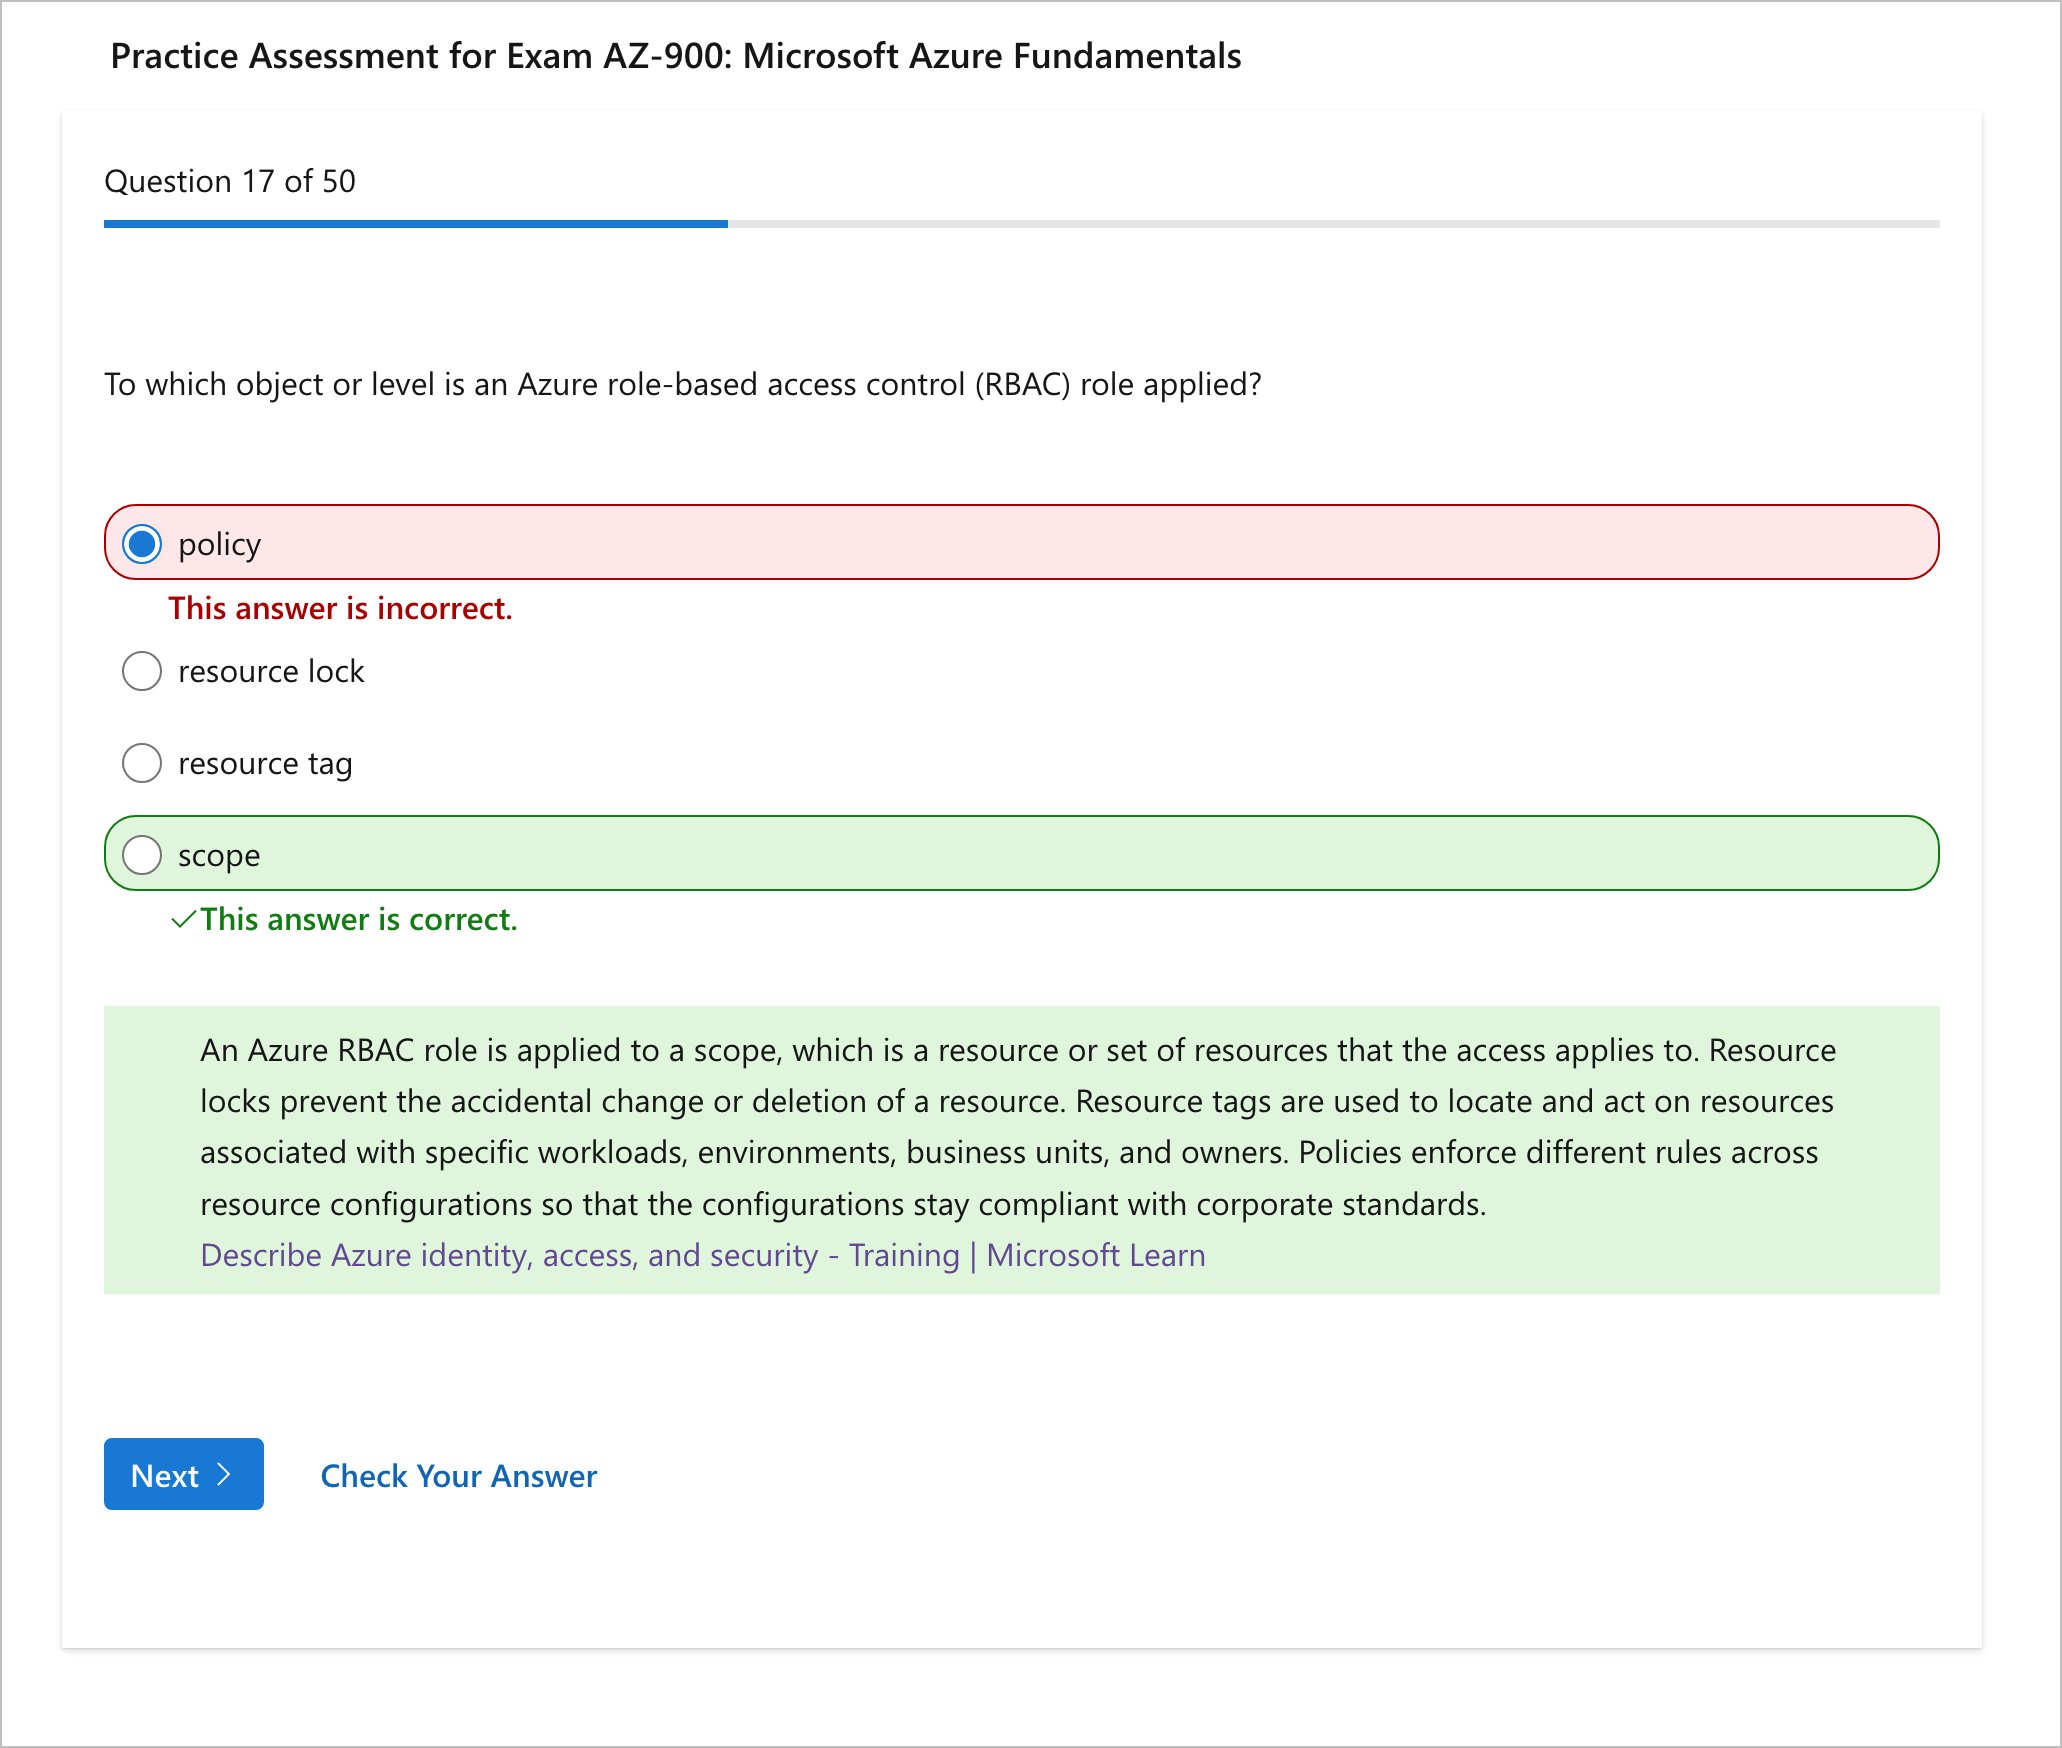 Practice Assessment for Exam AZ-900: Microsoft Azure Fundamentals
Question 17 of 50
To which object or level is an Azure role-based access control (RBAC) role applied?
policy
This answer is incorrect.
resource lock
resource tag
scope
This answer is correct.
An Azure RBAC role is applied to a scope, which is a resource or set of resources that the access applies to. Resource
locks prevent the accidental change or deletion of a resource. Resource tags are used to locate and act on resources
associated with specific workloads, environments, business units, and owners. Policies enforce different rules across
resource configurations so that the configurations stay compliant with corporate standards.
Describe Azure identity, access, and security - Training | Microsoft Learn
Next
Check Your Answer